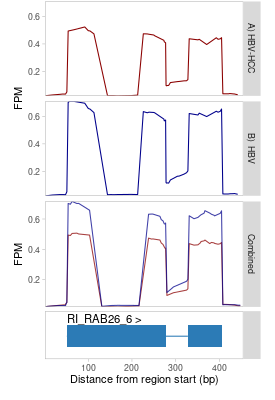 0.6
0.4
0.2
A) HBV-HCC
FPM
0.6
0.4
0.2
B) HBV
0.6
0.4
0.2
FPM
Combined
RI_RAB26_6 >
100 200 300 400
Distance from region start (bp)